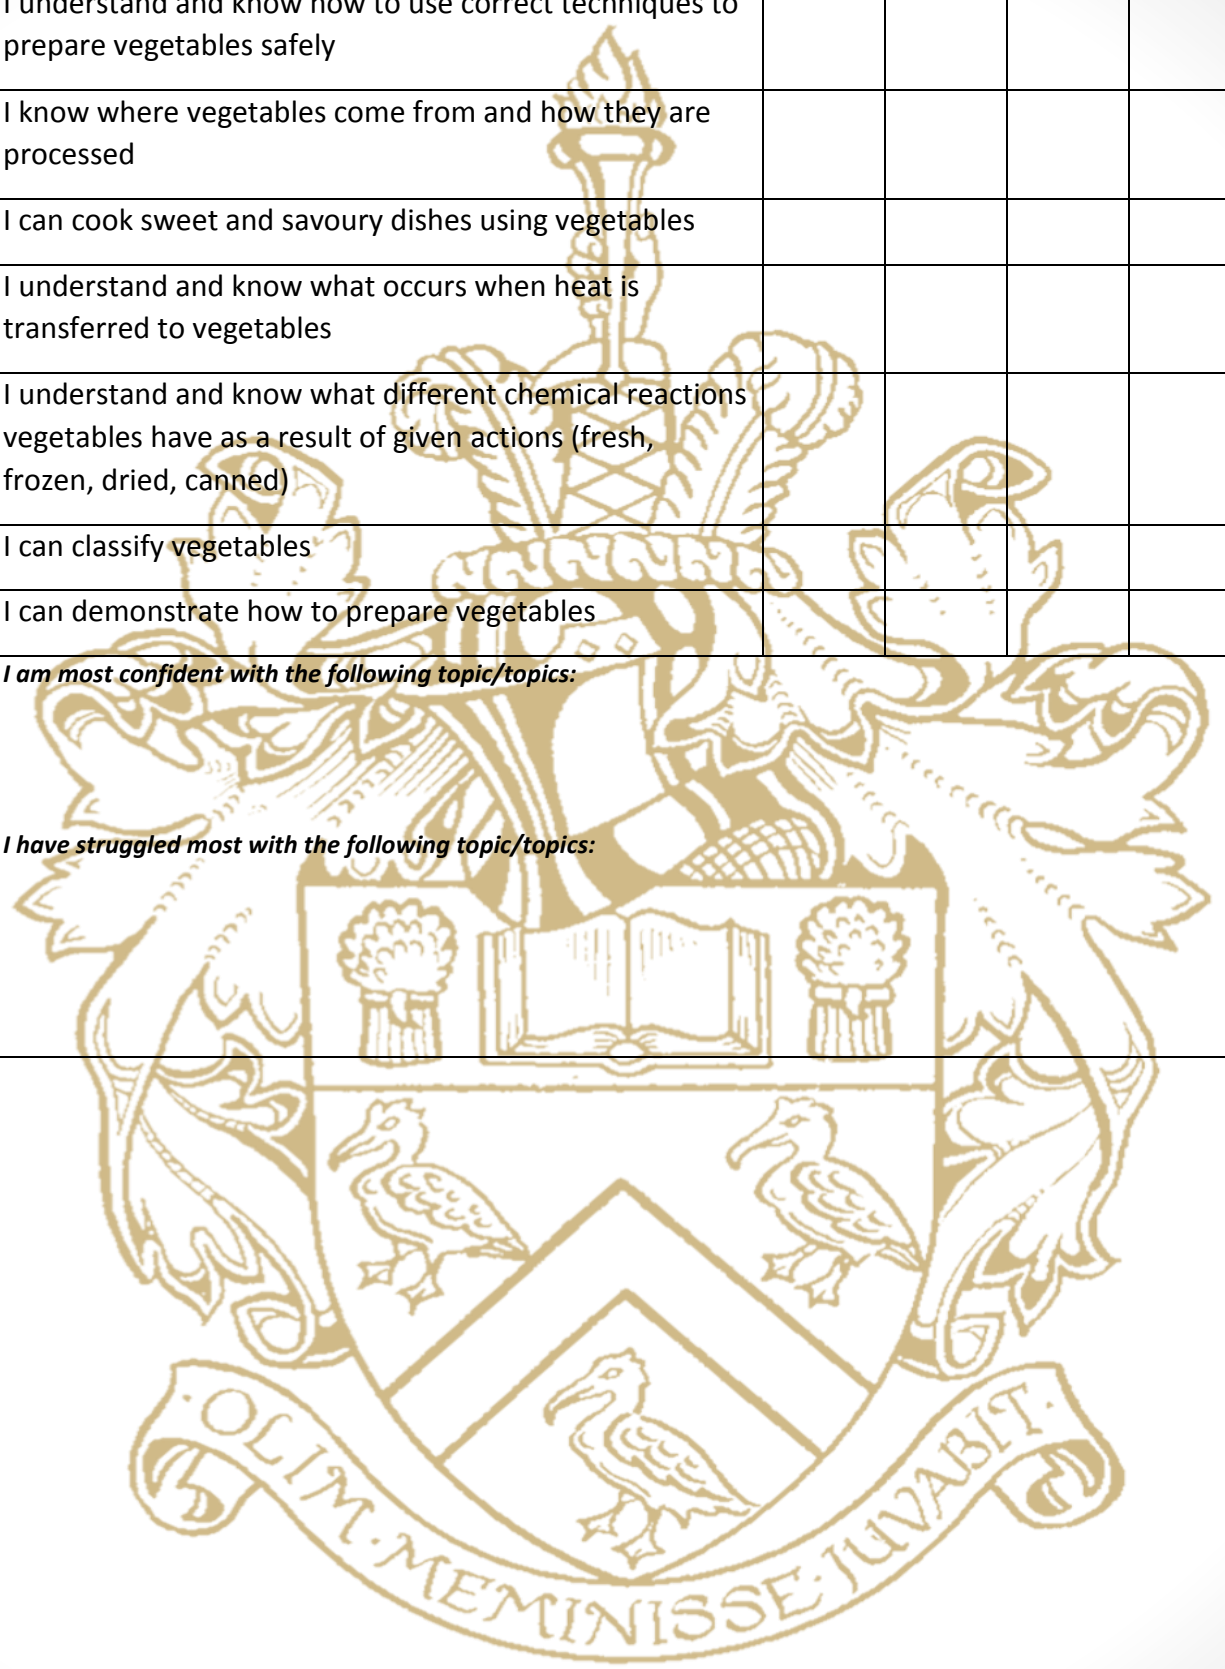 I understand and know how to use correct techniques to
prepare vegetables safely
I know where vegetables come from and how they are
processed
I can cook sweet and savoury dishes using vegetables
I understand and know what occurs when heat is
transferred to vegetables
I understand and know what different chemical reactions
vegetables have as a result of given actions (fresh,
frozen, dried, canned)
I can classify vegetables
I can demonstrate how to prepare vegetables
I am most confident with the following topic/topics:
I have struggled most with the following topic/topics:
·OLIM·MEMINISSE·JUVABIT·